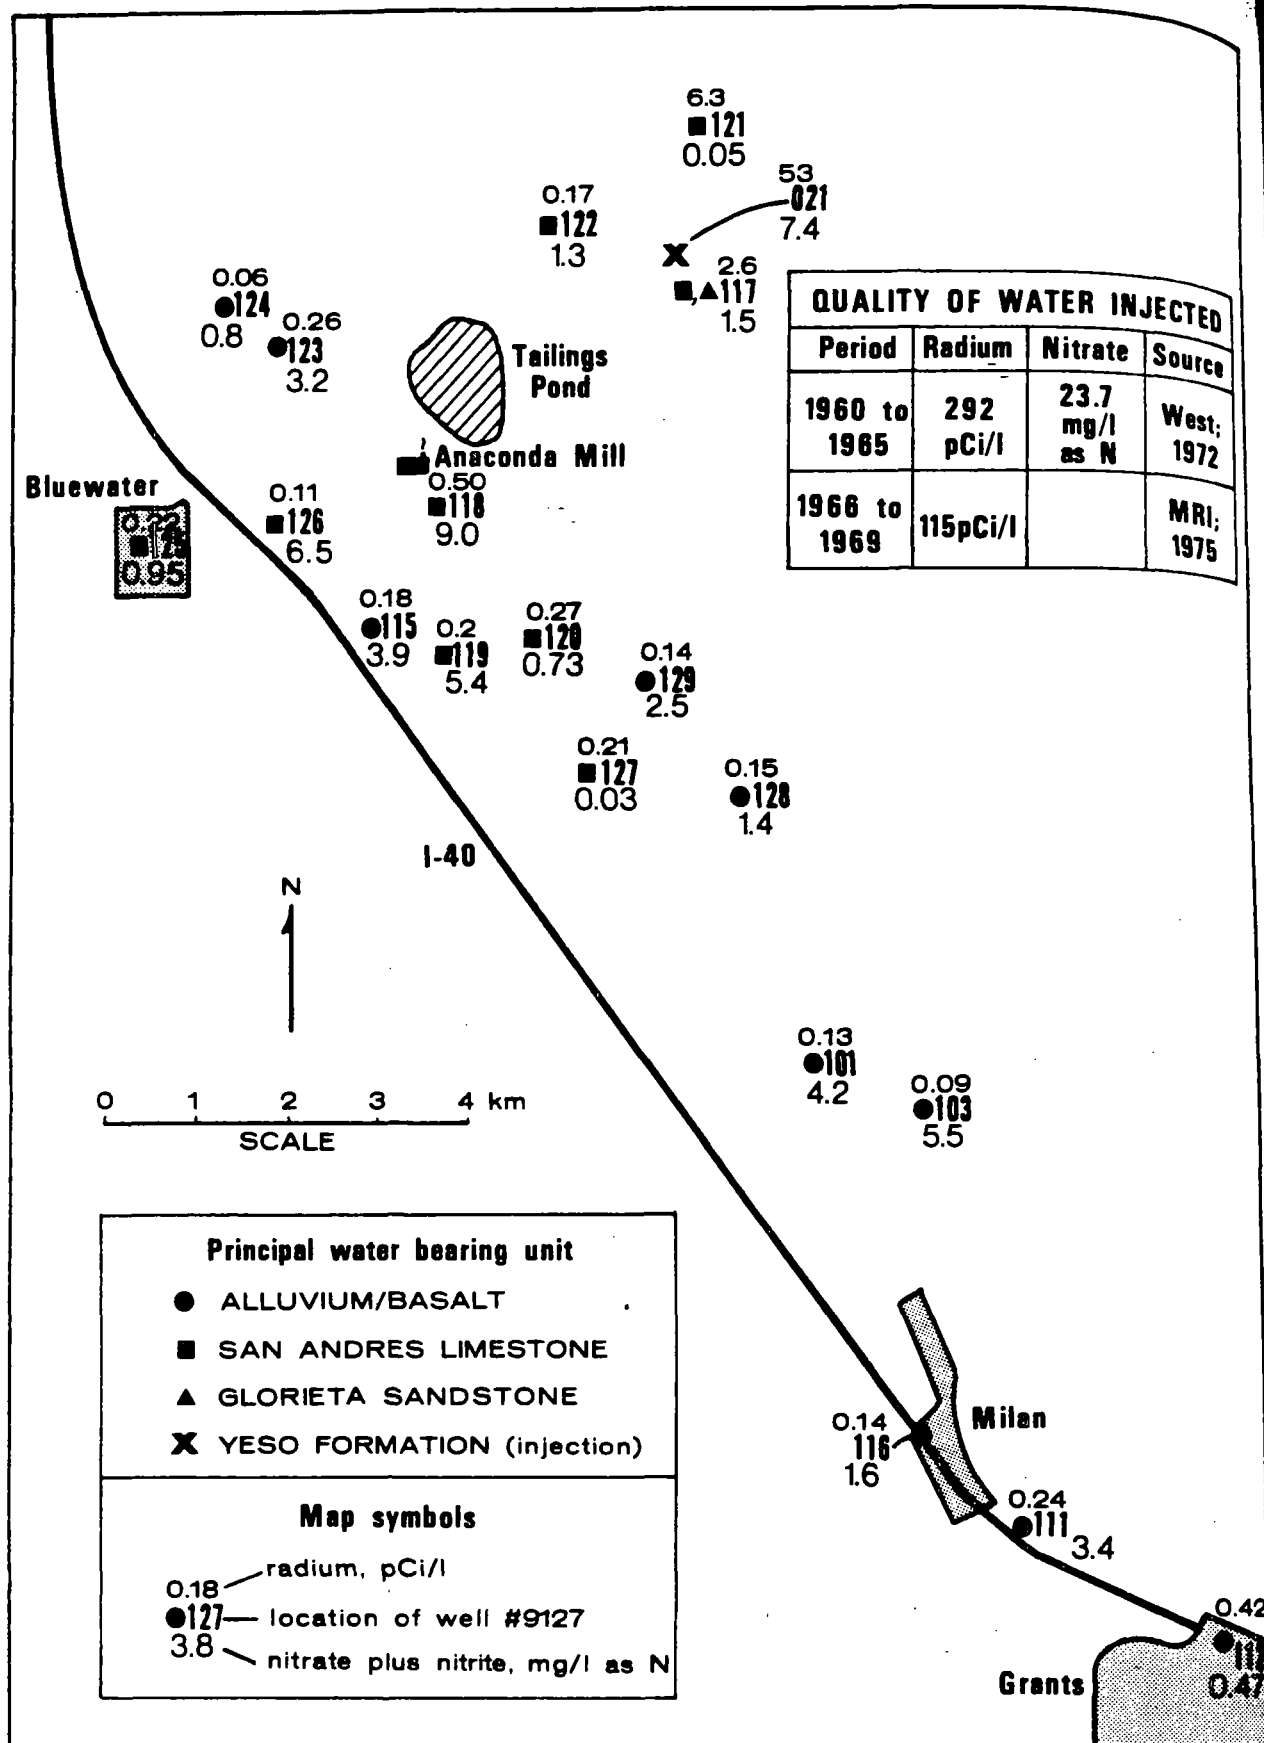 6.3
121
0.05
53
021
7.4
0.17
122
1.3
2.6
,117
1.5
0.06
124
0.8
0.26
123
3.2
Tailings
Pond
QUALITY OF WATER INJECTED
Period Radium Nitrate Source
1960 to 1965 292 pCi/l 23.7 mg/l as N West; 1972
1966 to 1969 115pCi/l MRI; 1975
Anaconda Mill
Bluewater
0.22
125
0.95
0.11
126
6.5
0.50
118
9.0
0.18
115
3.9
0.2
119
5.4
0.27
120
0.73
0.14
129
2.5
0.21
127
0.03
0.15
128
1.4
I-40
N
0 1 2 3 4 km
SCALE
0.13
101
4.2
0.09
103
5.5
Principal water bearing unit
ALLUVIUM/BASALT
SAN ANDRES LIMESTONE
GLORIETA SANDSTONE
YESO FORMATION (injection)
Map symbols
0.18 radium, pCi/l
127 location of well #9127
3.8 nitrate plus nitrite, mg/l as N
Milan
0.14
116
1.6
0.24
111
3.4
0.42
Grants
0.47